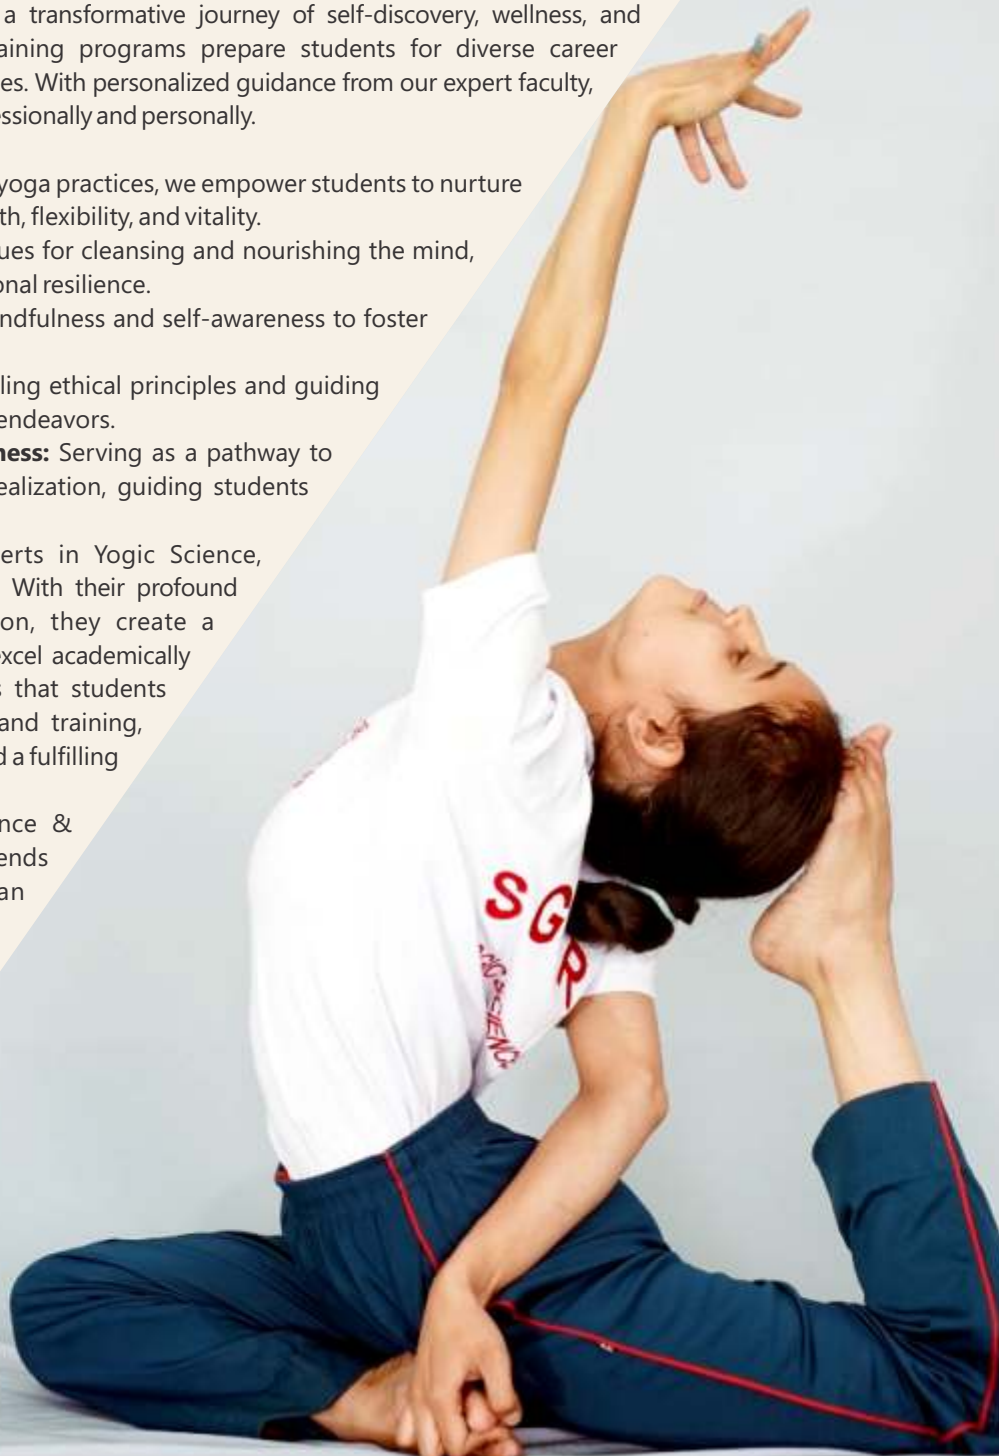 a transformative journey of self-discovery, wellness, and
aining programs prepare students for diverse career
es. With personalized guidance from our expert faculty,
essionally and personally.
yoga practices, we empower students to nurture
th, flexibility, and vitality.
ues for cleansing and nourishing the mind,
onal resilience.
ndfulness and self-awareness to foster
ling ethical principles and guiding
endeavors.
ness: Serving as a pathway to
ealization, guiding students
erts in Yogic Science,
With their profound
on, they create a
excel academically
s that students
and training,
d a fulfilling
nce &
ends
an
SGR